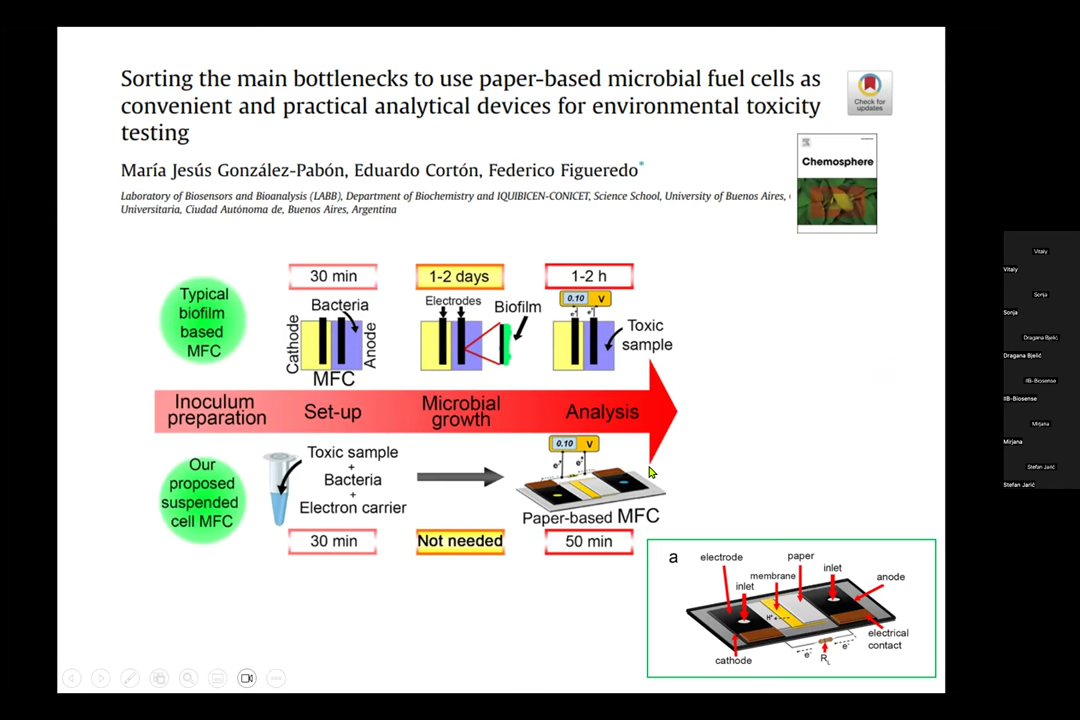 Sorting the main bottlenecks to use paper-based microbial fuel cells as
convenient and practical analytical devices for environmental toxicity
testing
Check for
updates
María Jesús González-Pabón, Eduardo Cortón, Federico Figueredo*
Laboratory of Biosensors and Bioanalysis (LABB), Department of Biochemistry and IQUIBICEN-CONICET, Science School, University of Buenos Aires,
Universitaria, Ciudad Autónoma de, Buenos Aires, Argentina
Chemosphere
Typical
biofilm
based
MFC
30 min
1-2 days
1-2 h
Bacteria
Cathode
Anode
MFC
Electrodes
Biofilm
0.10 V
e- e-
Toxic
sample
Inoculum
preparation
Set-up
Microbial
growth
Analysis
Our
proposed
suspended
cell MFC
Toxic sample
+
Bacteria
+
Electron carrier
0.10 V
e- e-
Paper-based MFC
30 min
Not needed
50 min
a
electrode
paper
inlet
membrane
inlet
anode
H+
electrical
contact
cathode
e- e-
RL
Vitaly
Vitaly
Sonja
Sonja
Dragana Bjelić
Dragana Bjelić
IIB-Biosense
IIB-Biosense
Mirjana
Mirjana
Stefan Jarić
Stefan Jarić